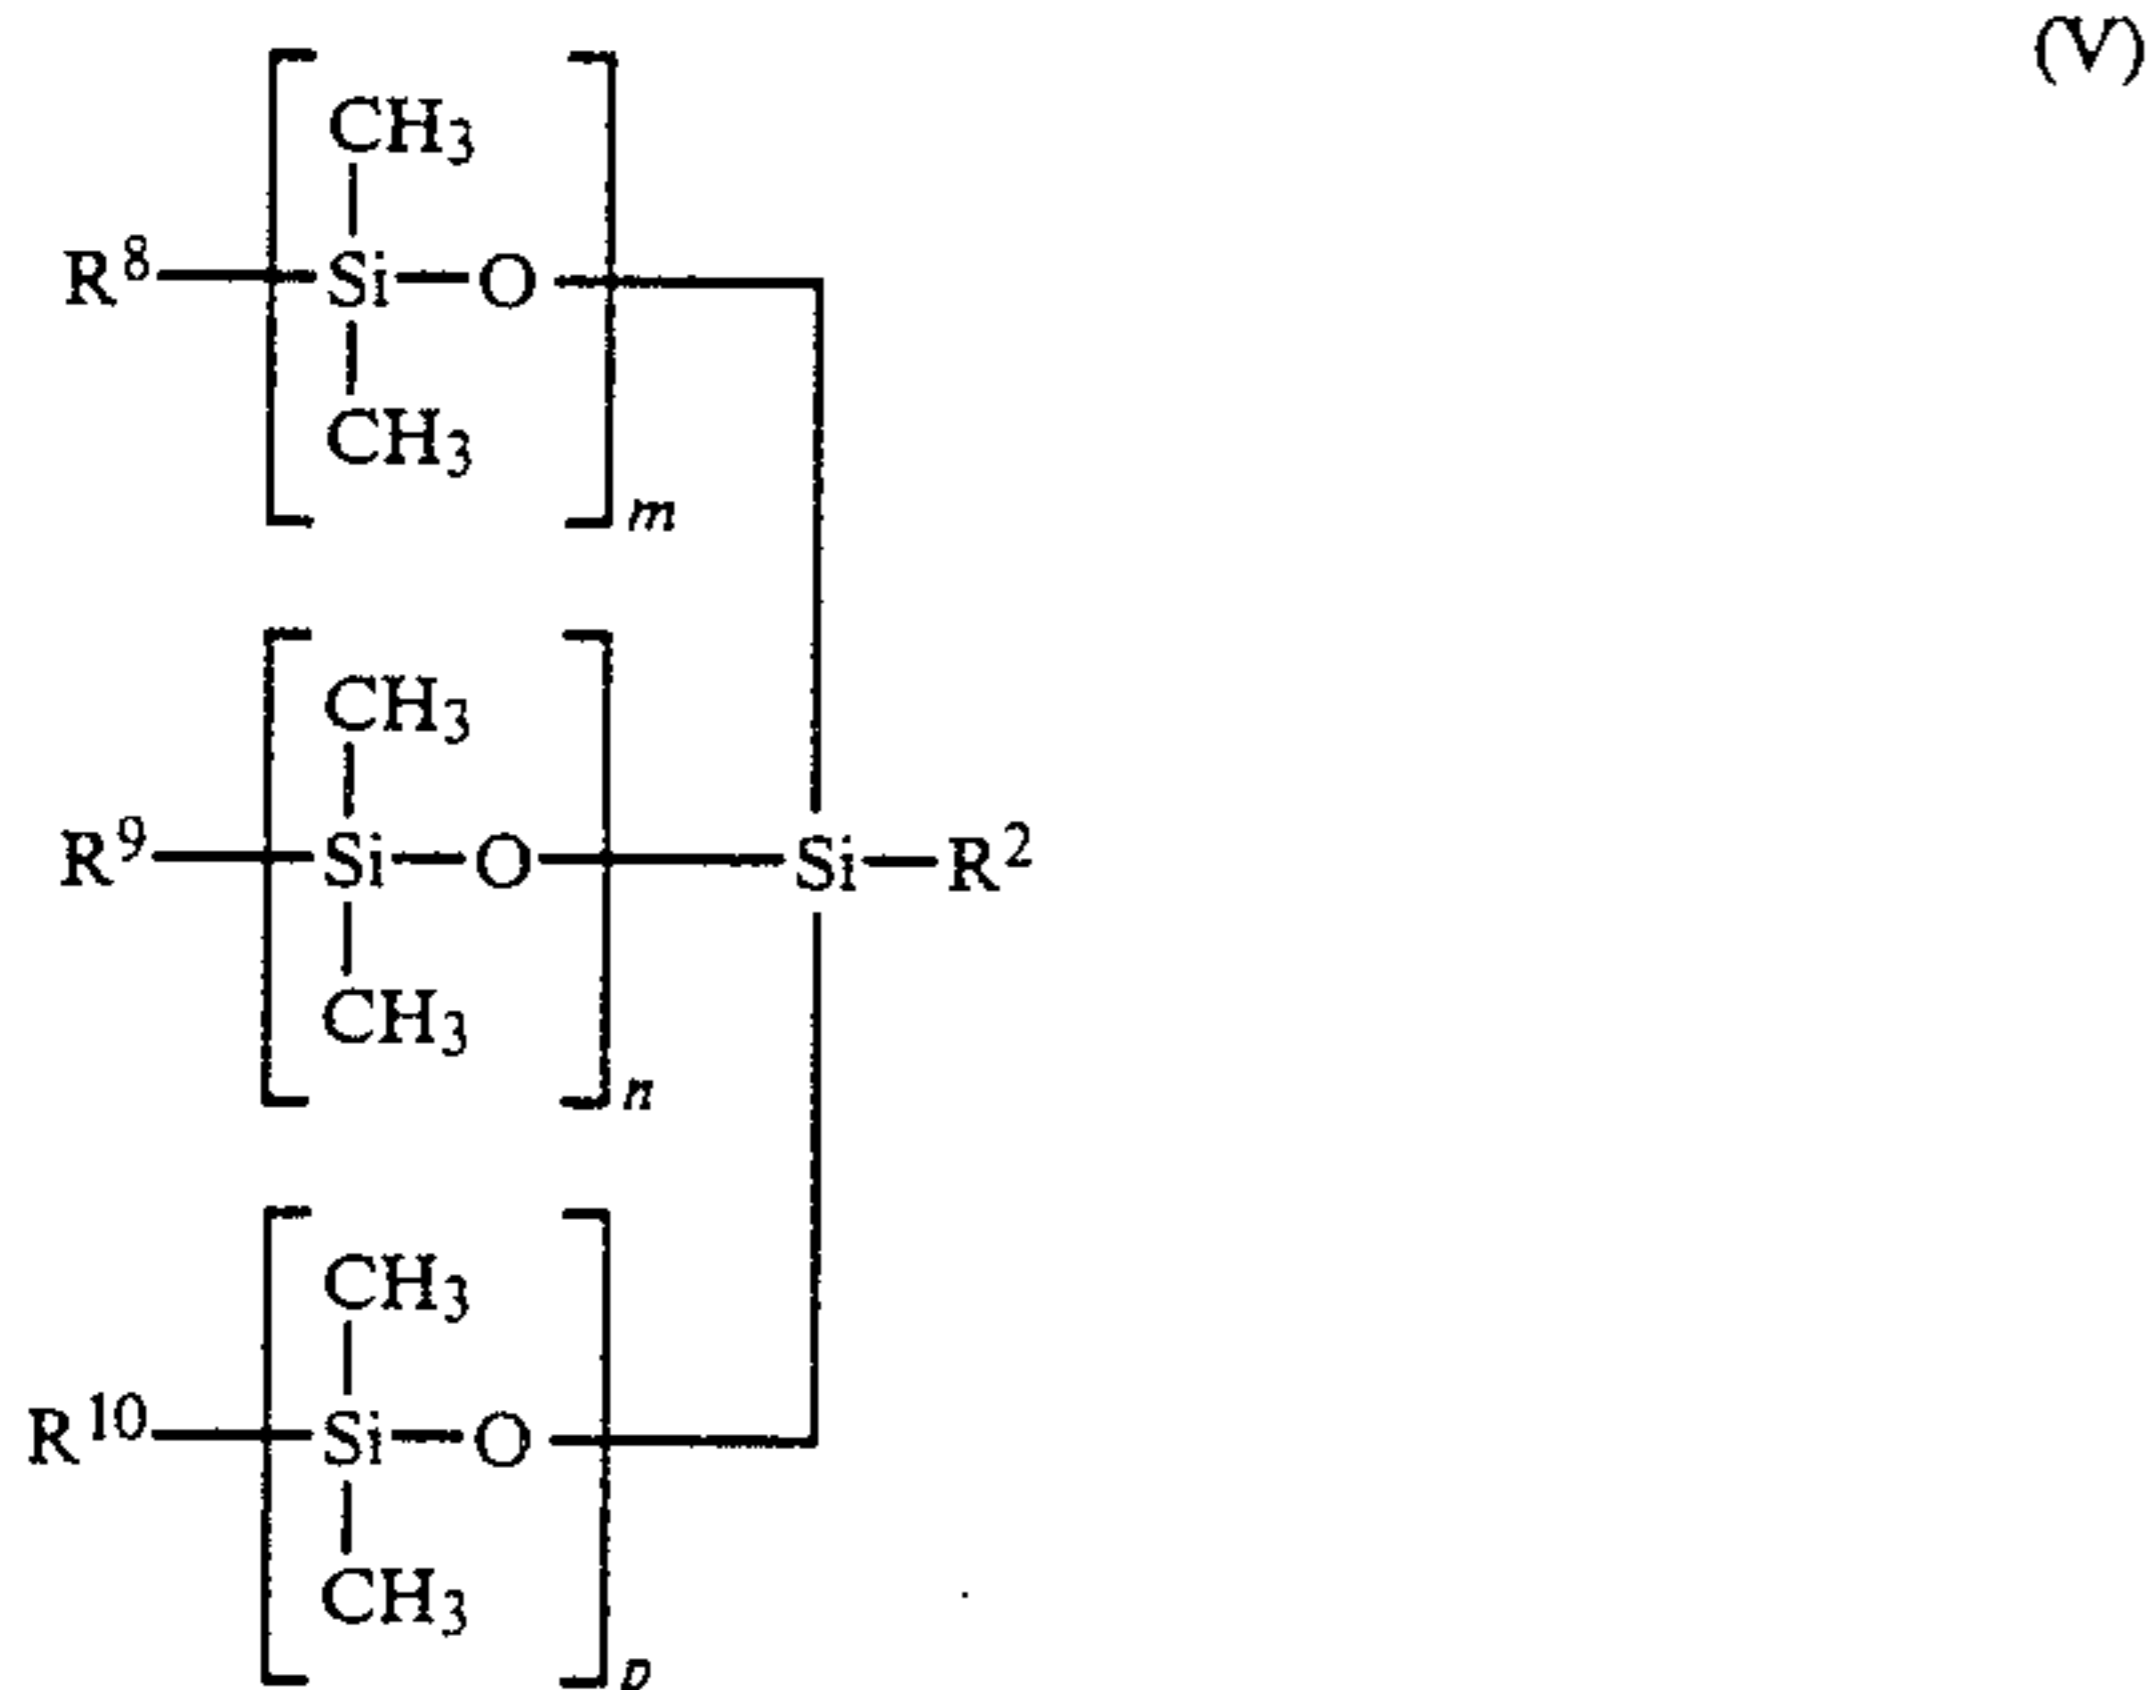 (V)
CH₃
R⁸—Si—O
CH₃
m
CH₃
R⁹—Si—O—Si—R²
CH₃
n
CH₃
R¹⁰—Si—O
CH₃
p